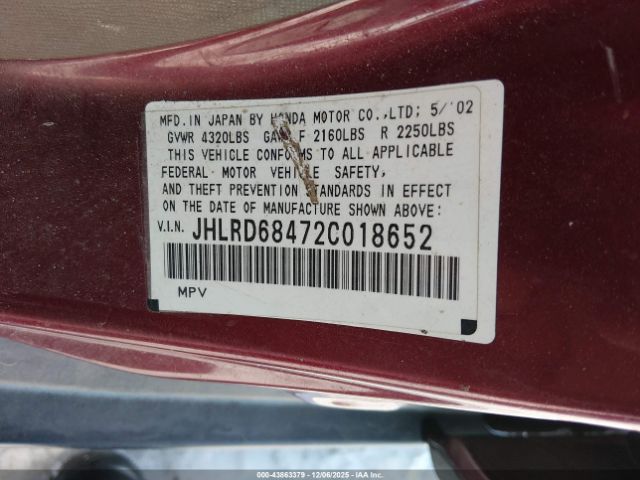 MFD. IN JAPAN BY HONDA MOTOR CO.,LTD; 5/'02
GVWR 4320LBS GAWR F 2160LBS R 2250LBS
THIS VEHICLE CONFORMS TO ALL APPLICABLE
FEDERAL MOTOR VEHICLE SAFETY,
AND THEFT PREVENTION STANDARDS IN EFFECT
ON THE DATE OF MANUFACTURE SHOWN ABOVE:
V.I.N. JHLRD68472C018652
MPV
000-43863379 - 12/06/2025 - IAAI.COM